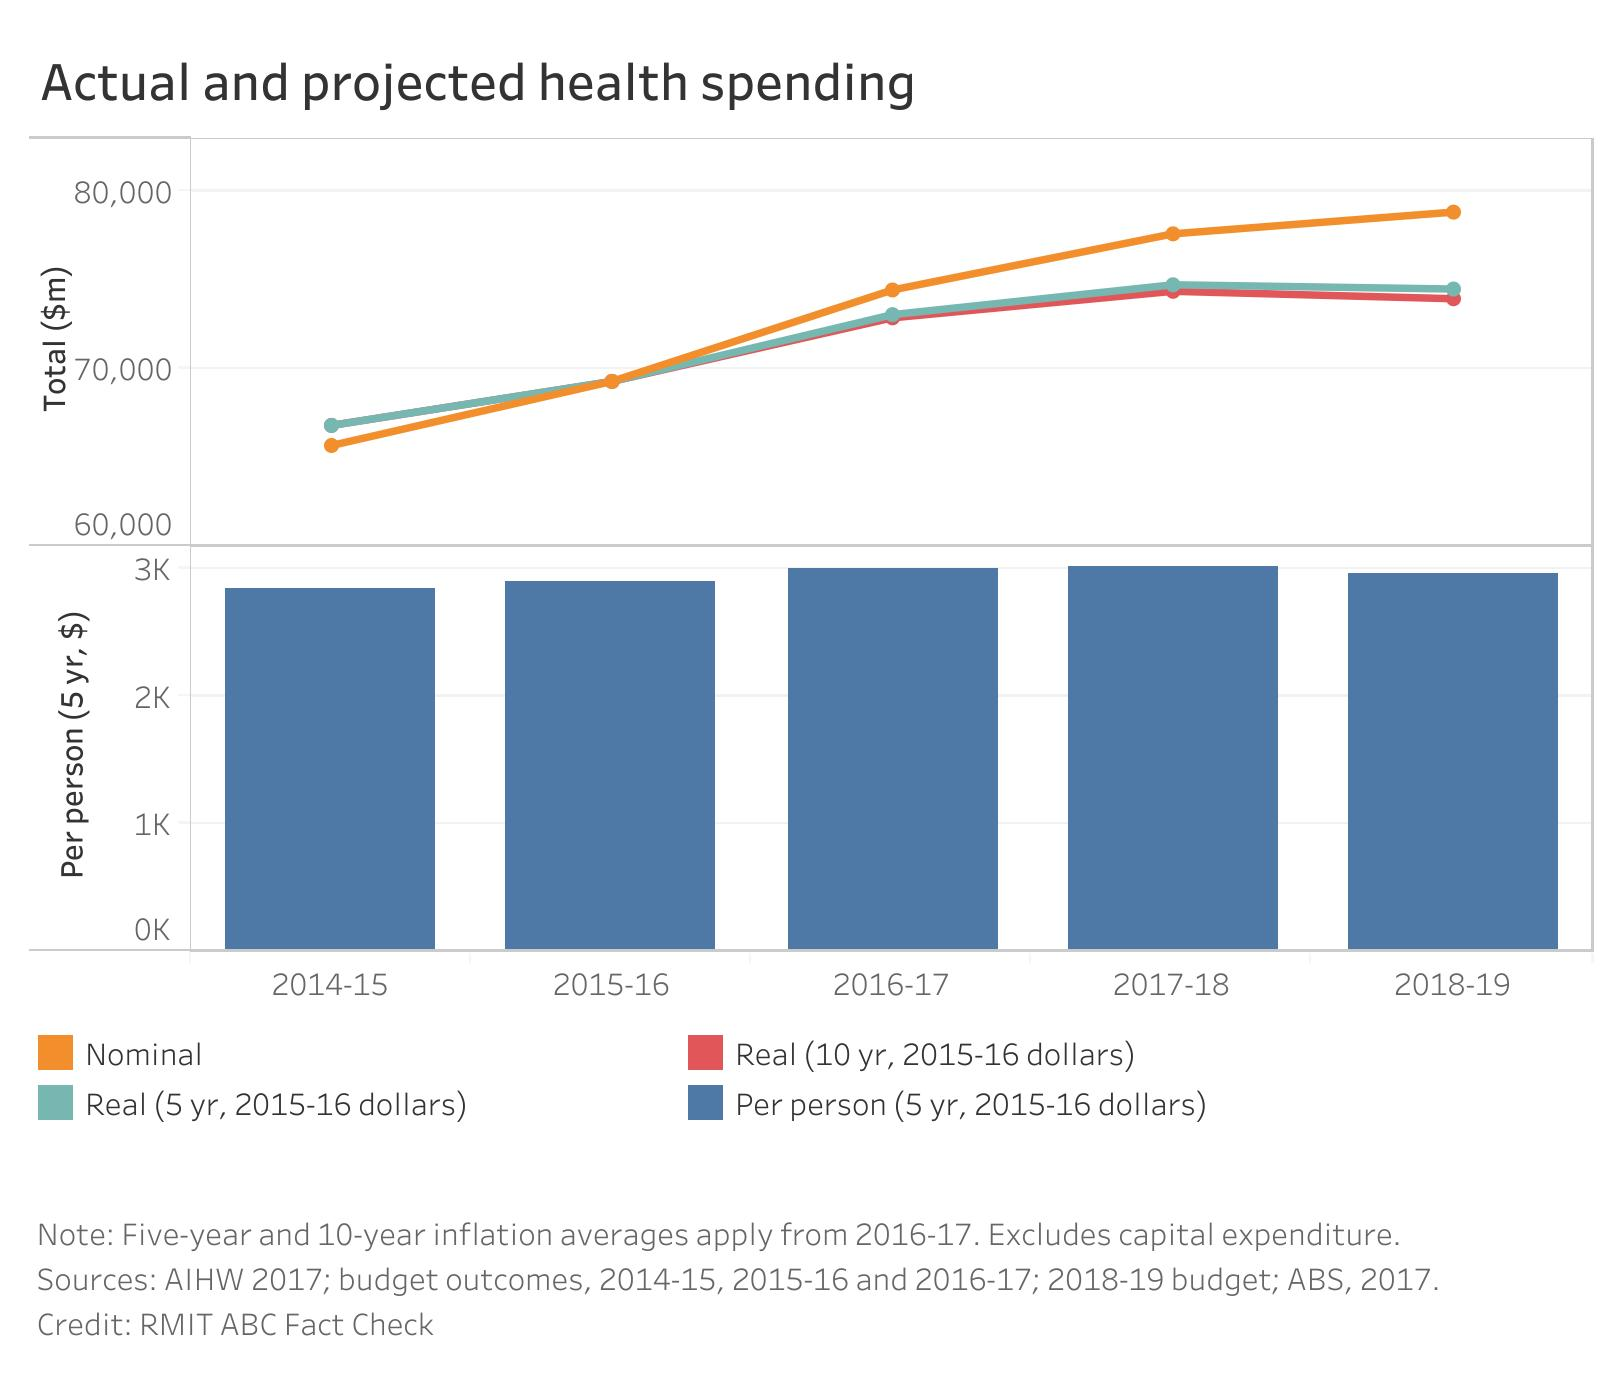 Actual and projected health spending
80,000
70,000
60,000
Total ($m)
3K
2K
1K
0K
Per person (5 yr, $)
2014-15
2015-16
2016-17
2017-18
2018-19
Nominal
Real (10 yr, 2015-16 dollars)
Real (5 yr, 2015-16 dollars)
Per person (5 yr, 2015-16 dollars)
Note: Five-year and 10-year inflation averages apply from 2016-17. Excludes capital expenditure.
Sources: AIHW 2017; budget outcomes, 2014-15, 2015-16 and 2016-17; 2018-19 budget; ABS, 2017.
Credit: RMIT ABC Fact Check